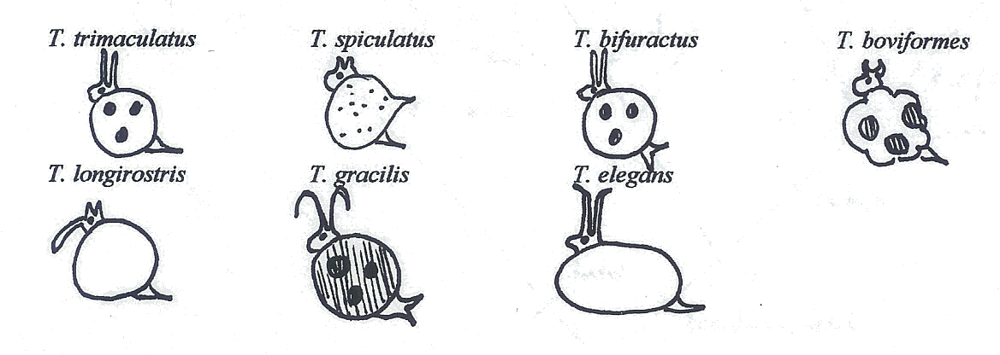 T. trimaculatus T. spiculatus T. bifuractus T. boviformes
T. longirostris T. gracilis T. elegans